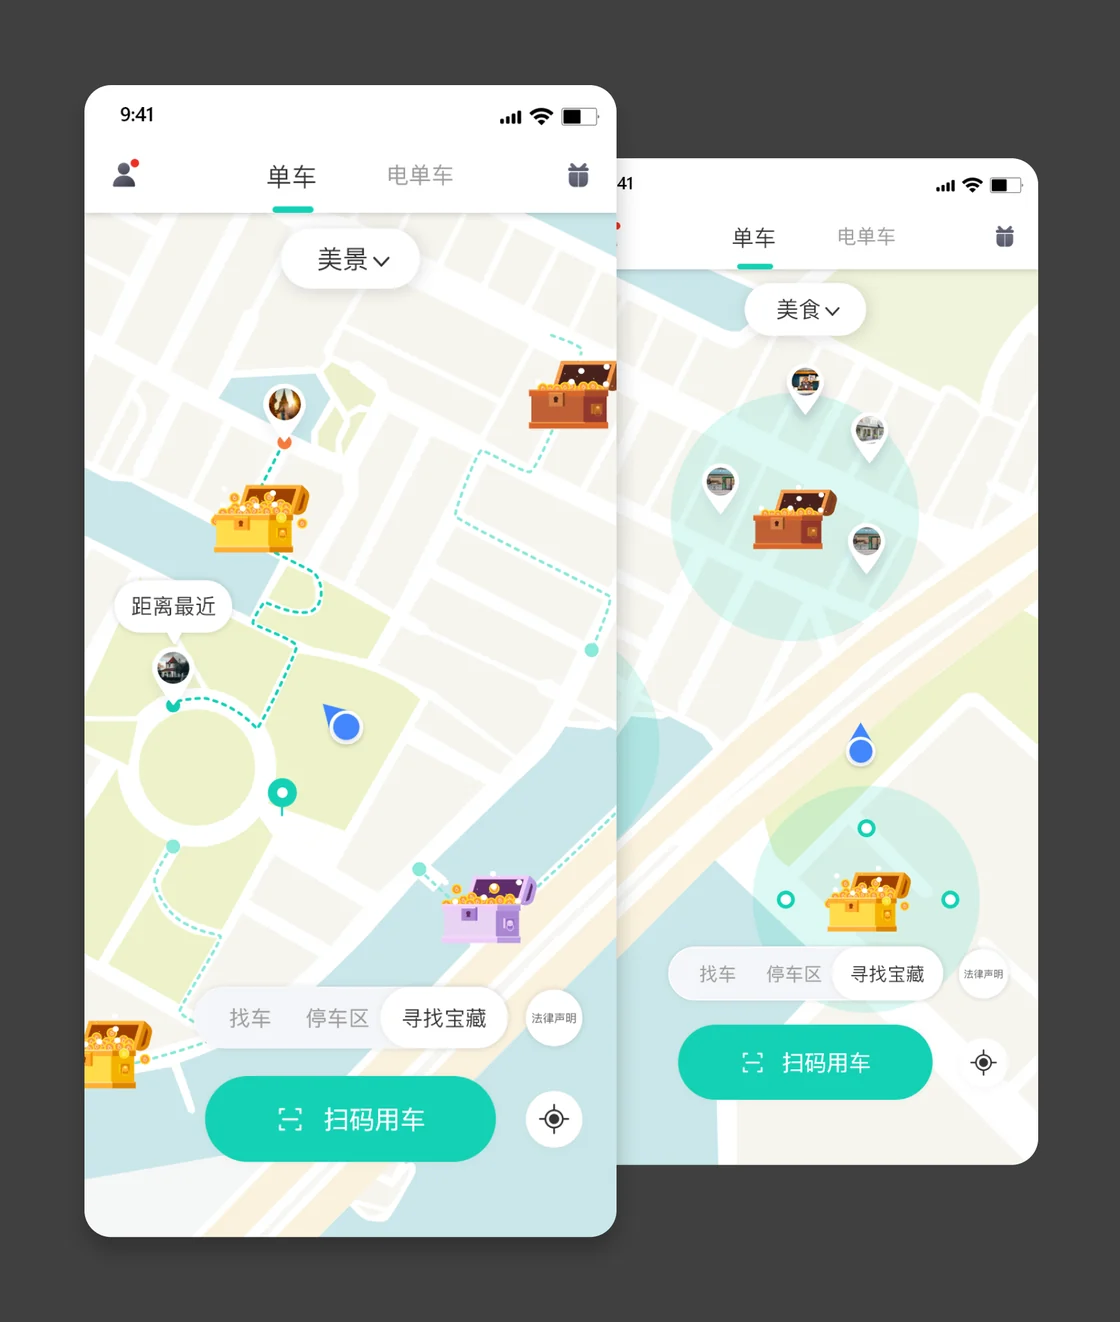 9:41
单车 电单车
美景
距离最近
找车 停车区 寻找宝藏 法律声明
扫码用车
41
单车 电单车
美食
找车 停车区 寻找宝藏 法律声明
扫码用车